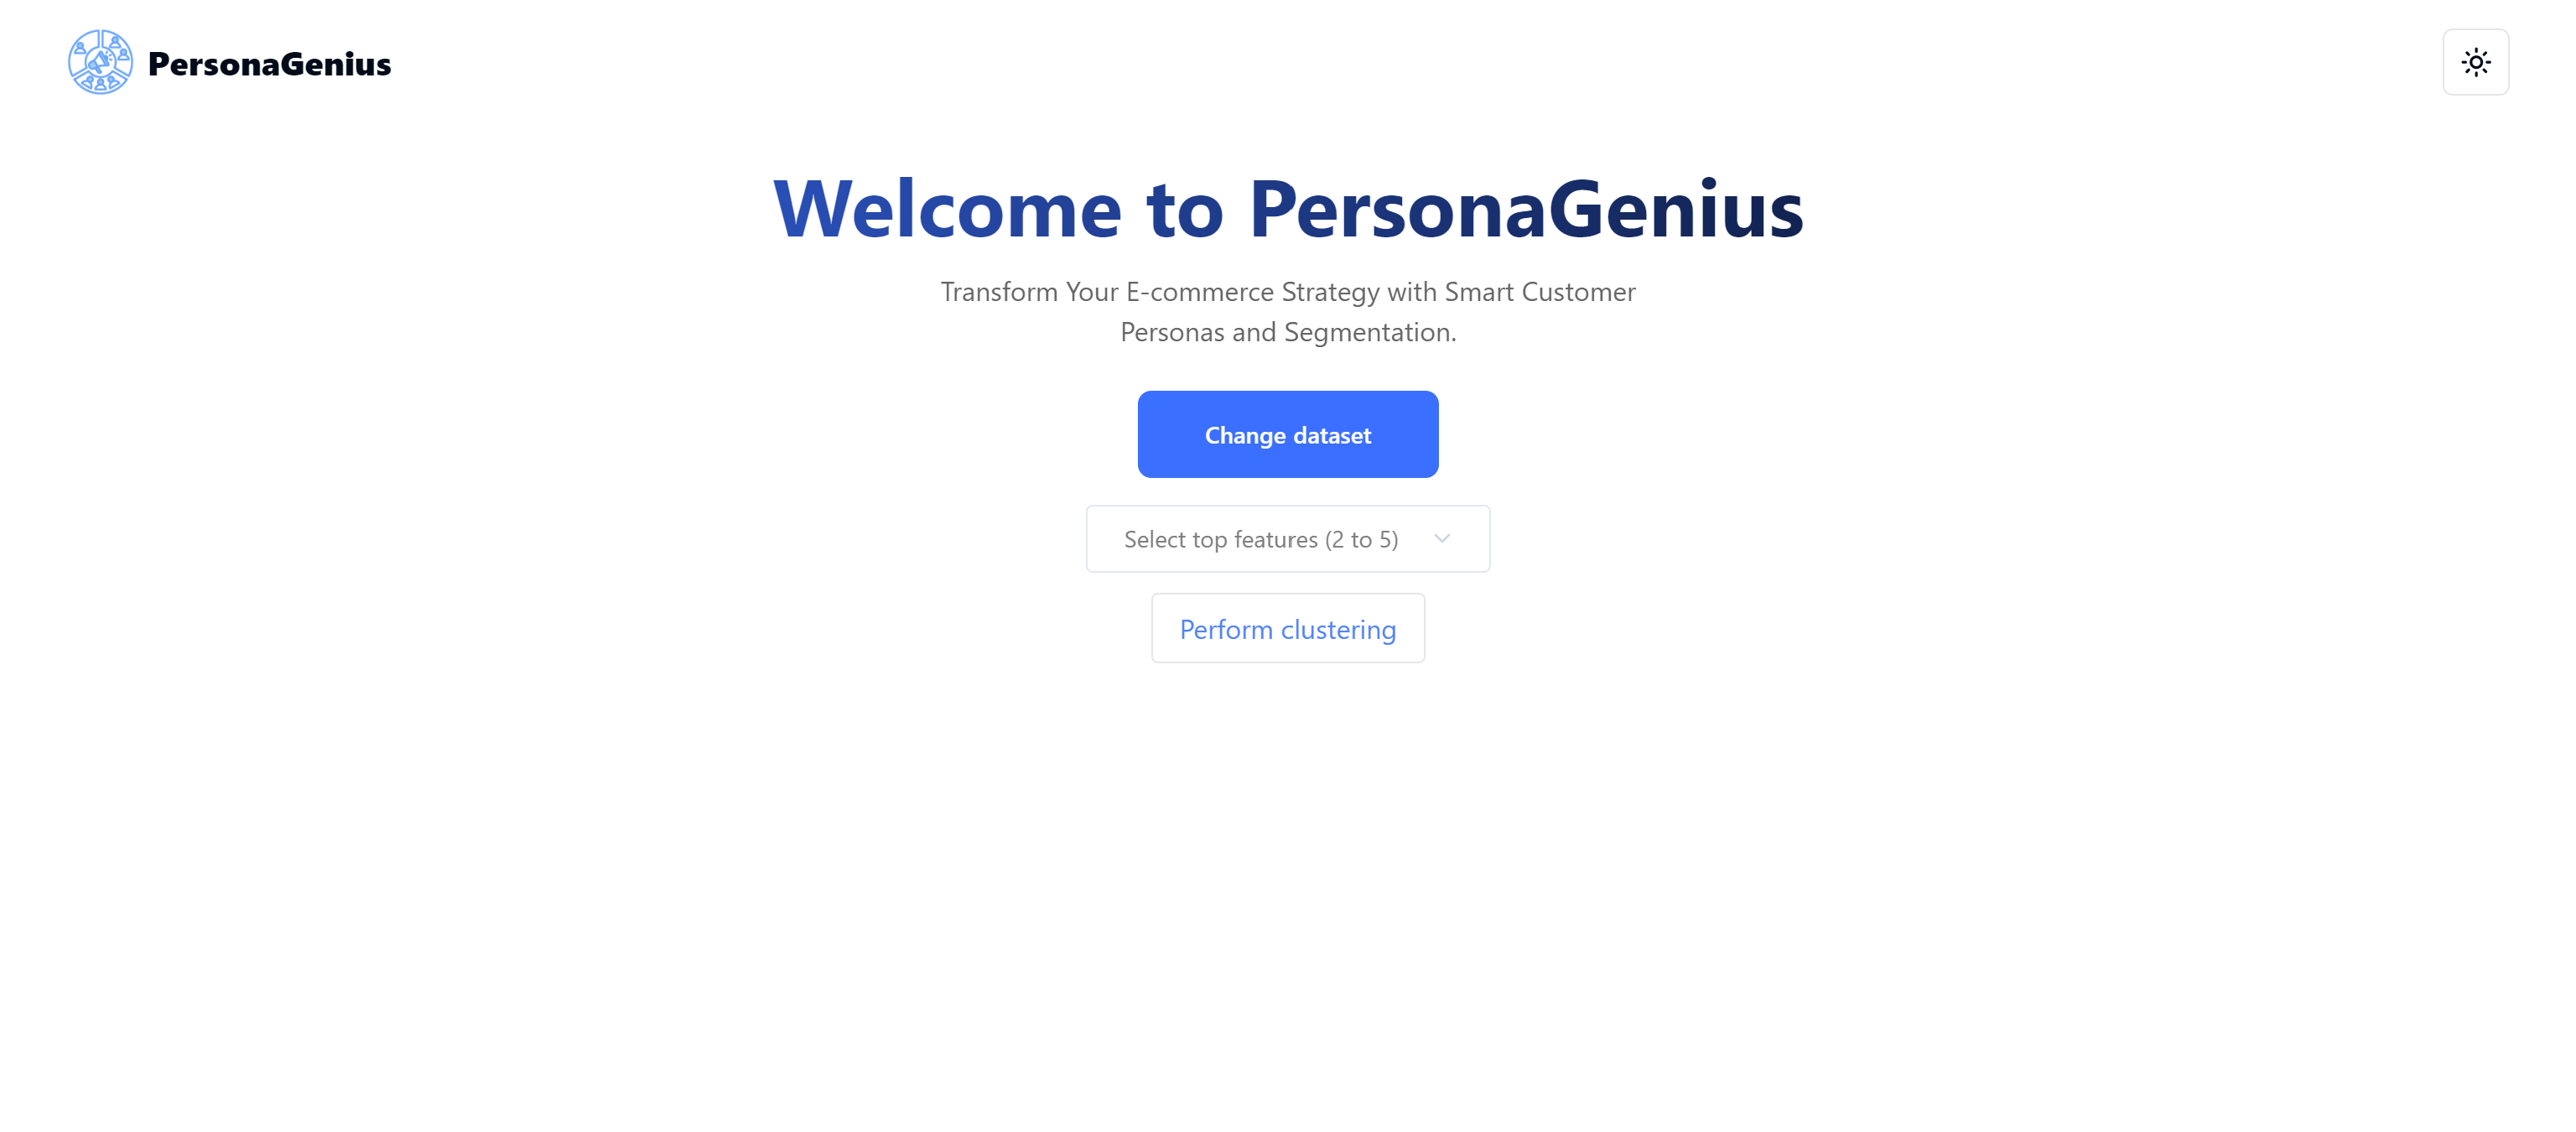 PersonaGenius
Welcome to PersonaGenius
Transform Your E-commerce Strategy with Smart Customer
Personas and Segmentation.
Change dataset
Select top features (2 to 5)
Perform clustering